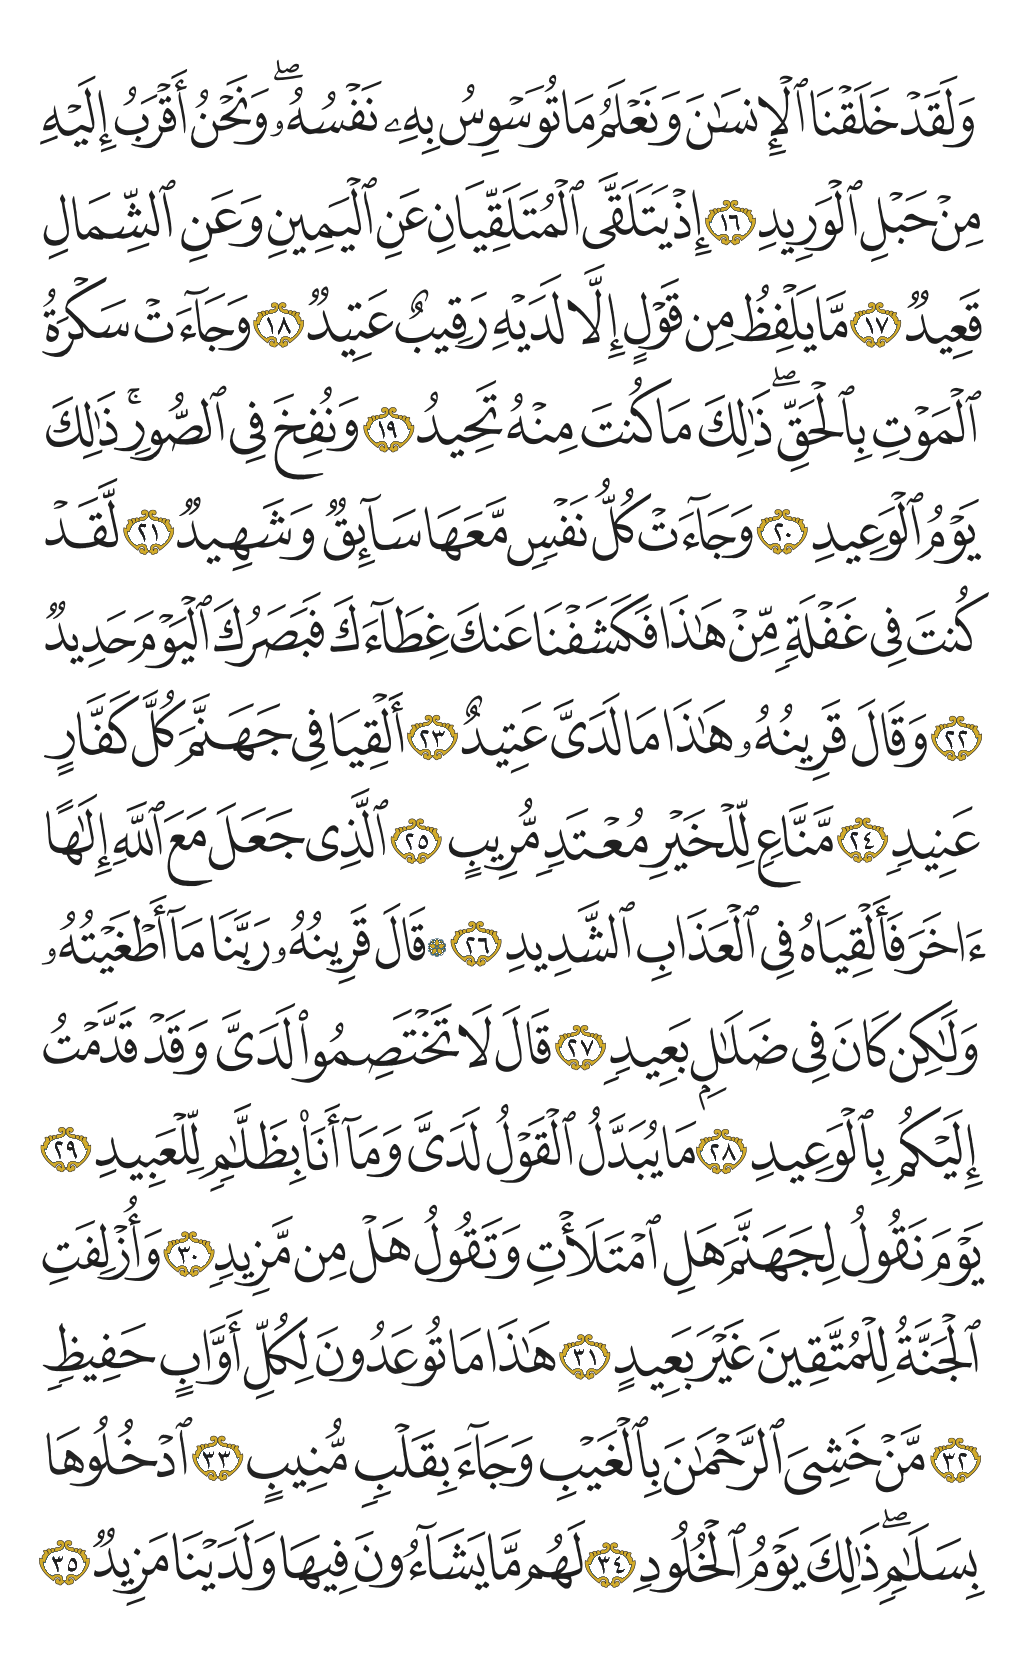 وَلَقَدْ خَلَقْنَا ٱلْإِنسَٰنَ وَنَعْلَمُ مَا تُوَسْوِسُ بِهِۦ نَفْسُهُۥ ۖ وَنَحْنُ أَقْرَبُ إِلَيْهِ
مِنْ حَبْلِ ٱلْوَرِيدِ ١٦ إِذْ يَتَلَقَّى ٱلْمُتَلَقِّيَانِ عَنِ ٱلْيَمِينِ وَعَنِ ٱلشِّمَالِ
قَعِيدٌ ١٧ مَّا يَلْفِظُ مِن قَوْلٍ إِلَّا لَدَيْهِ رَقِيبٌ عَتِيدٌ ١٨ وَجَآءَتْ سَكْرَةُ
ٱلْمَوْتِ بِٱلْحَقِّ ۖ ذَٰلِكَ مَا كُنتَ مِنْهُ تَحِيدُ ١٩ وَنُفِخَ فِى ٱلصُّورِ ۚ ذَٰلِكَ
يَوْمُ ٱلْوَعِيدِ ٢٠ وَجَآءَتْ كُلُّ نَفْسٍ مَّعَهَا سَآئِقٌ وَشَهِيدٌ ٢١ لَّقَدْ
كُنتَ فِى غَفْلَةٍ مِّنْ هَٰذَا فَكَشَفْنَا عَنكَ غِطَآءَكَ فَبَصَرُكَ ٱلْيَوْمَ حَدِيدٌ
٢٢ وَقَالَ قَرِينُهُۥ هَٰذَا مَا لَدَىَّ عَتِيدٌ ٢٣ أَلْقِيَا فِى جَهَنَّمَ كُلَّ كَفَّارٍ
عَنِيدٍ ٢٤ مَّنَّاعٍ لِّلْخَيْرِ مُعْتَدٍ مُّرِيبٍ ٢٥ ٱلَّذِى جَعَلَ مَعَ ٱللَّهِ إِلَٰهًا
ءَاخَرَ فَأَلْقِيَاهُ فِى ٱلْعَذَابِ ٱلشَّدِيدِ ٢٦ ۞ قَالَ قَرِينُهُۥ رَبَّنَا مَآ أَطْغَيْتُهُۥ
وَلَٰكِن كَانَ فِى ضَلَٰلٍۭ بَعِيدٍ ٢٧ قَالَ لَا تَخْتَصِمُوا۟ لَدَىَّ وَقَدْ قَدَّمْتُ
إِلَيْكُم بِٱلْوَعِيدِ ٢٨ مَا يُبَدَّلُ ٱلْقَوْلُ لَدَىَّ وَمَآ أَنَا۠ بِظَلَّٰمٍ لِّلْعَبِيدِ ٢٩
يَوْمَ نَقُولُ لِجَهَنَّمَ هَلِ ٱمْتَلَأْتِ وَتَقُولُ هَلْ مِن مَّزِيدٍ ٣٠ وَأُزْلِفَتِ
ٱلْجَنَّةُ لِلْمُتَّقِينَ غَيْرَ بَعِيدٍ ٣١ هَٰذَا مَا تُوعَدُونَ لِكُلِّ أَوَّابٍ حَفِيظٍ
٣٢ مَّنْ خَشِىَ ٱلرَّحْمَٰنَ بِٱلْغَيْبِ وَجَآءَ بِقَلْبٍ مُّنِيبٍ ٣٣ ٱدْخُلُوهَا
بِسَلَٰمٍ ۖ ذَٰلِكَ يَوْمُ ٱلْخُلُودِ ٣٤ لَهُم مَّا يَشَآءُونَ فِيهَا وَلَدَيْنَا مَزِيدٌ ٣٥